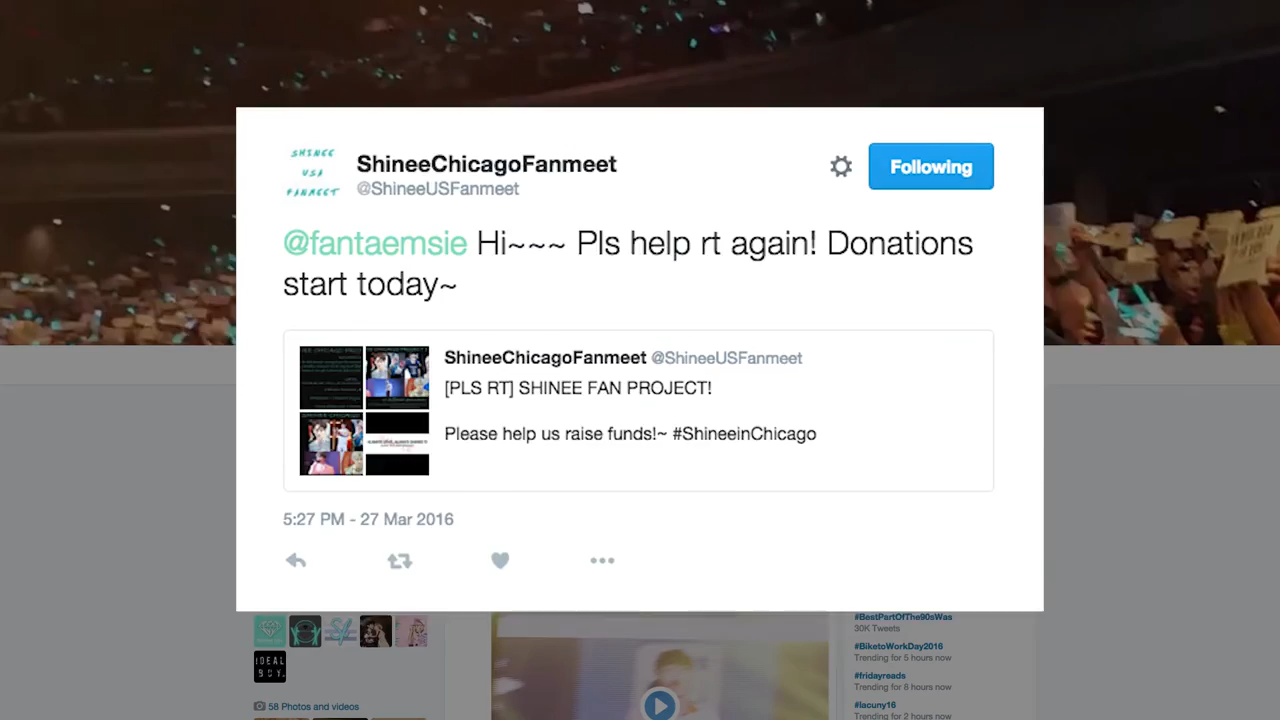 SHINEE
USA
FANMEET
ShineeChicagoFanmeet
@ShineeUSFanmeet
Following
@fantaemsie Hi~~~ Pls help rt again! Donations
start today~
ShineeChicagoFanmeet @ShineeUSFanmeet
[PLS RT] SHINEE FAN PROJECT!
Please help us raise funds!~ #ShineeinChicago
5:27 PM - 27 Mar 2016
IDEAL
BOY.
58 Photos and videos
#BestPartOfThe90sWas
30K Tweets
#BiketoWorkDay2016
Trending for 5 hours now
#fridayreads
Trending for 8 hours now
#lacuny16
Trending for 2 hours now